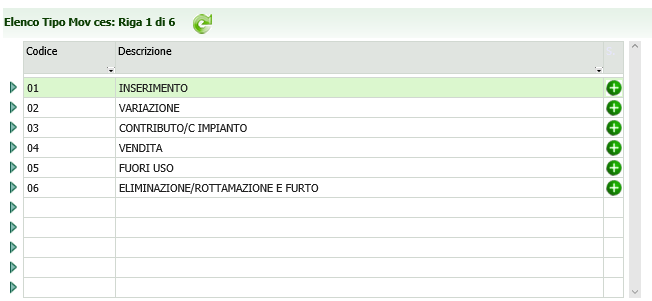 Elenco Tipo Mov ces: Riga 1 di 6
Codice Descrizione
01 INSERIMENTO
02 VARIAZIONE
03 CONTRIBUTO/C IMPIANTO
04 VENDITA
05 FUORI USO
06 ELIMINAZIONE/ROTTAMAZIONE E FURTO